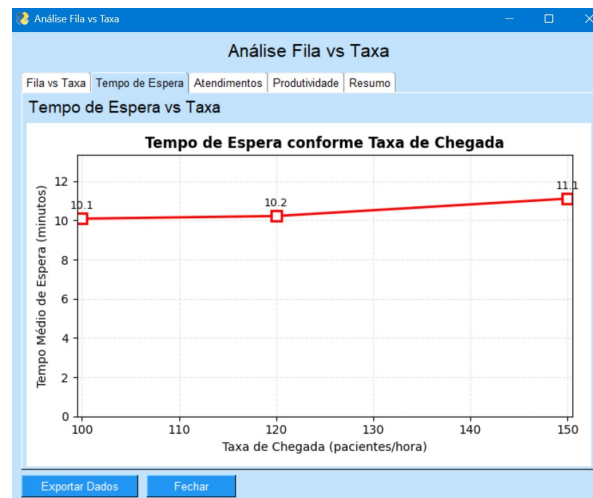 Análise Fila vs Taxa
Análise Fila vs Taxa
Fila vs Taxa Tempo de Espera Atendimentos Produtividade Resumo
Tempo de Espera vs Taxa
Tempo de Espera conforme Taxa de Chegada
Tempo Médio de Espera (minutos)
12
10
8
6
4
2
0
10.1
10.2
11.1
100 110 120 130 140 150
Taxa de Chegada (pacientes/hora)
Exportar Dados Fechar